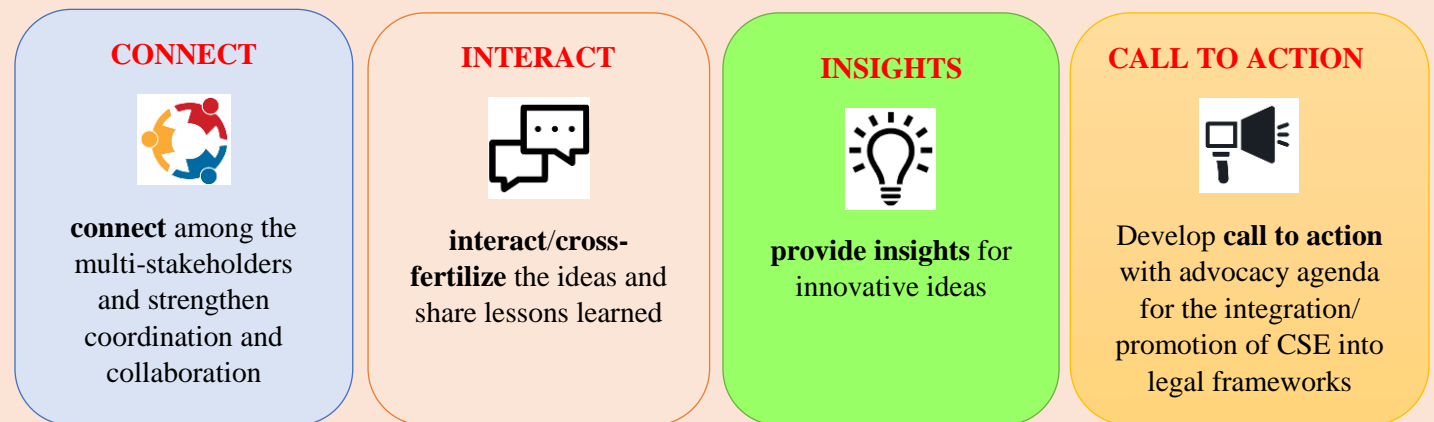 CONNECT
connect among the
multi-stakeholders
and strengthen
coordination and
collaboration
INTERACT
interact/cross-
fertilize the ideas and
share lessons learned
INSIGHTS
provide insights for
innovative ideas
CALL TO ACTION
Develop call to action
with advocacy agenda
for the integration/
promotion of CSE into
legal frameworks